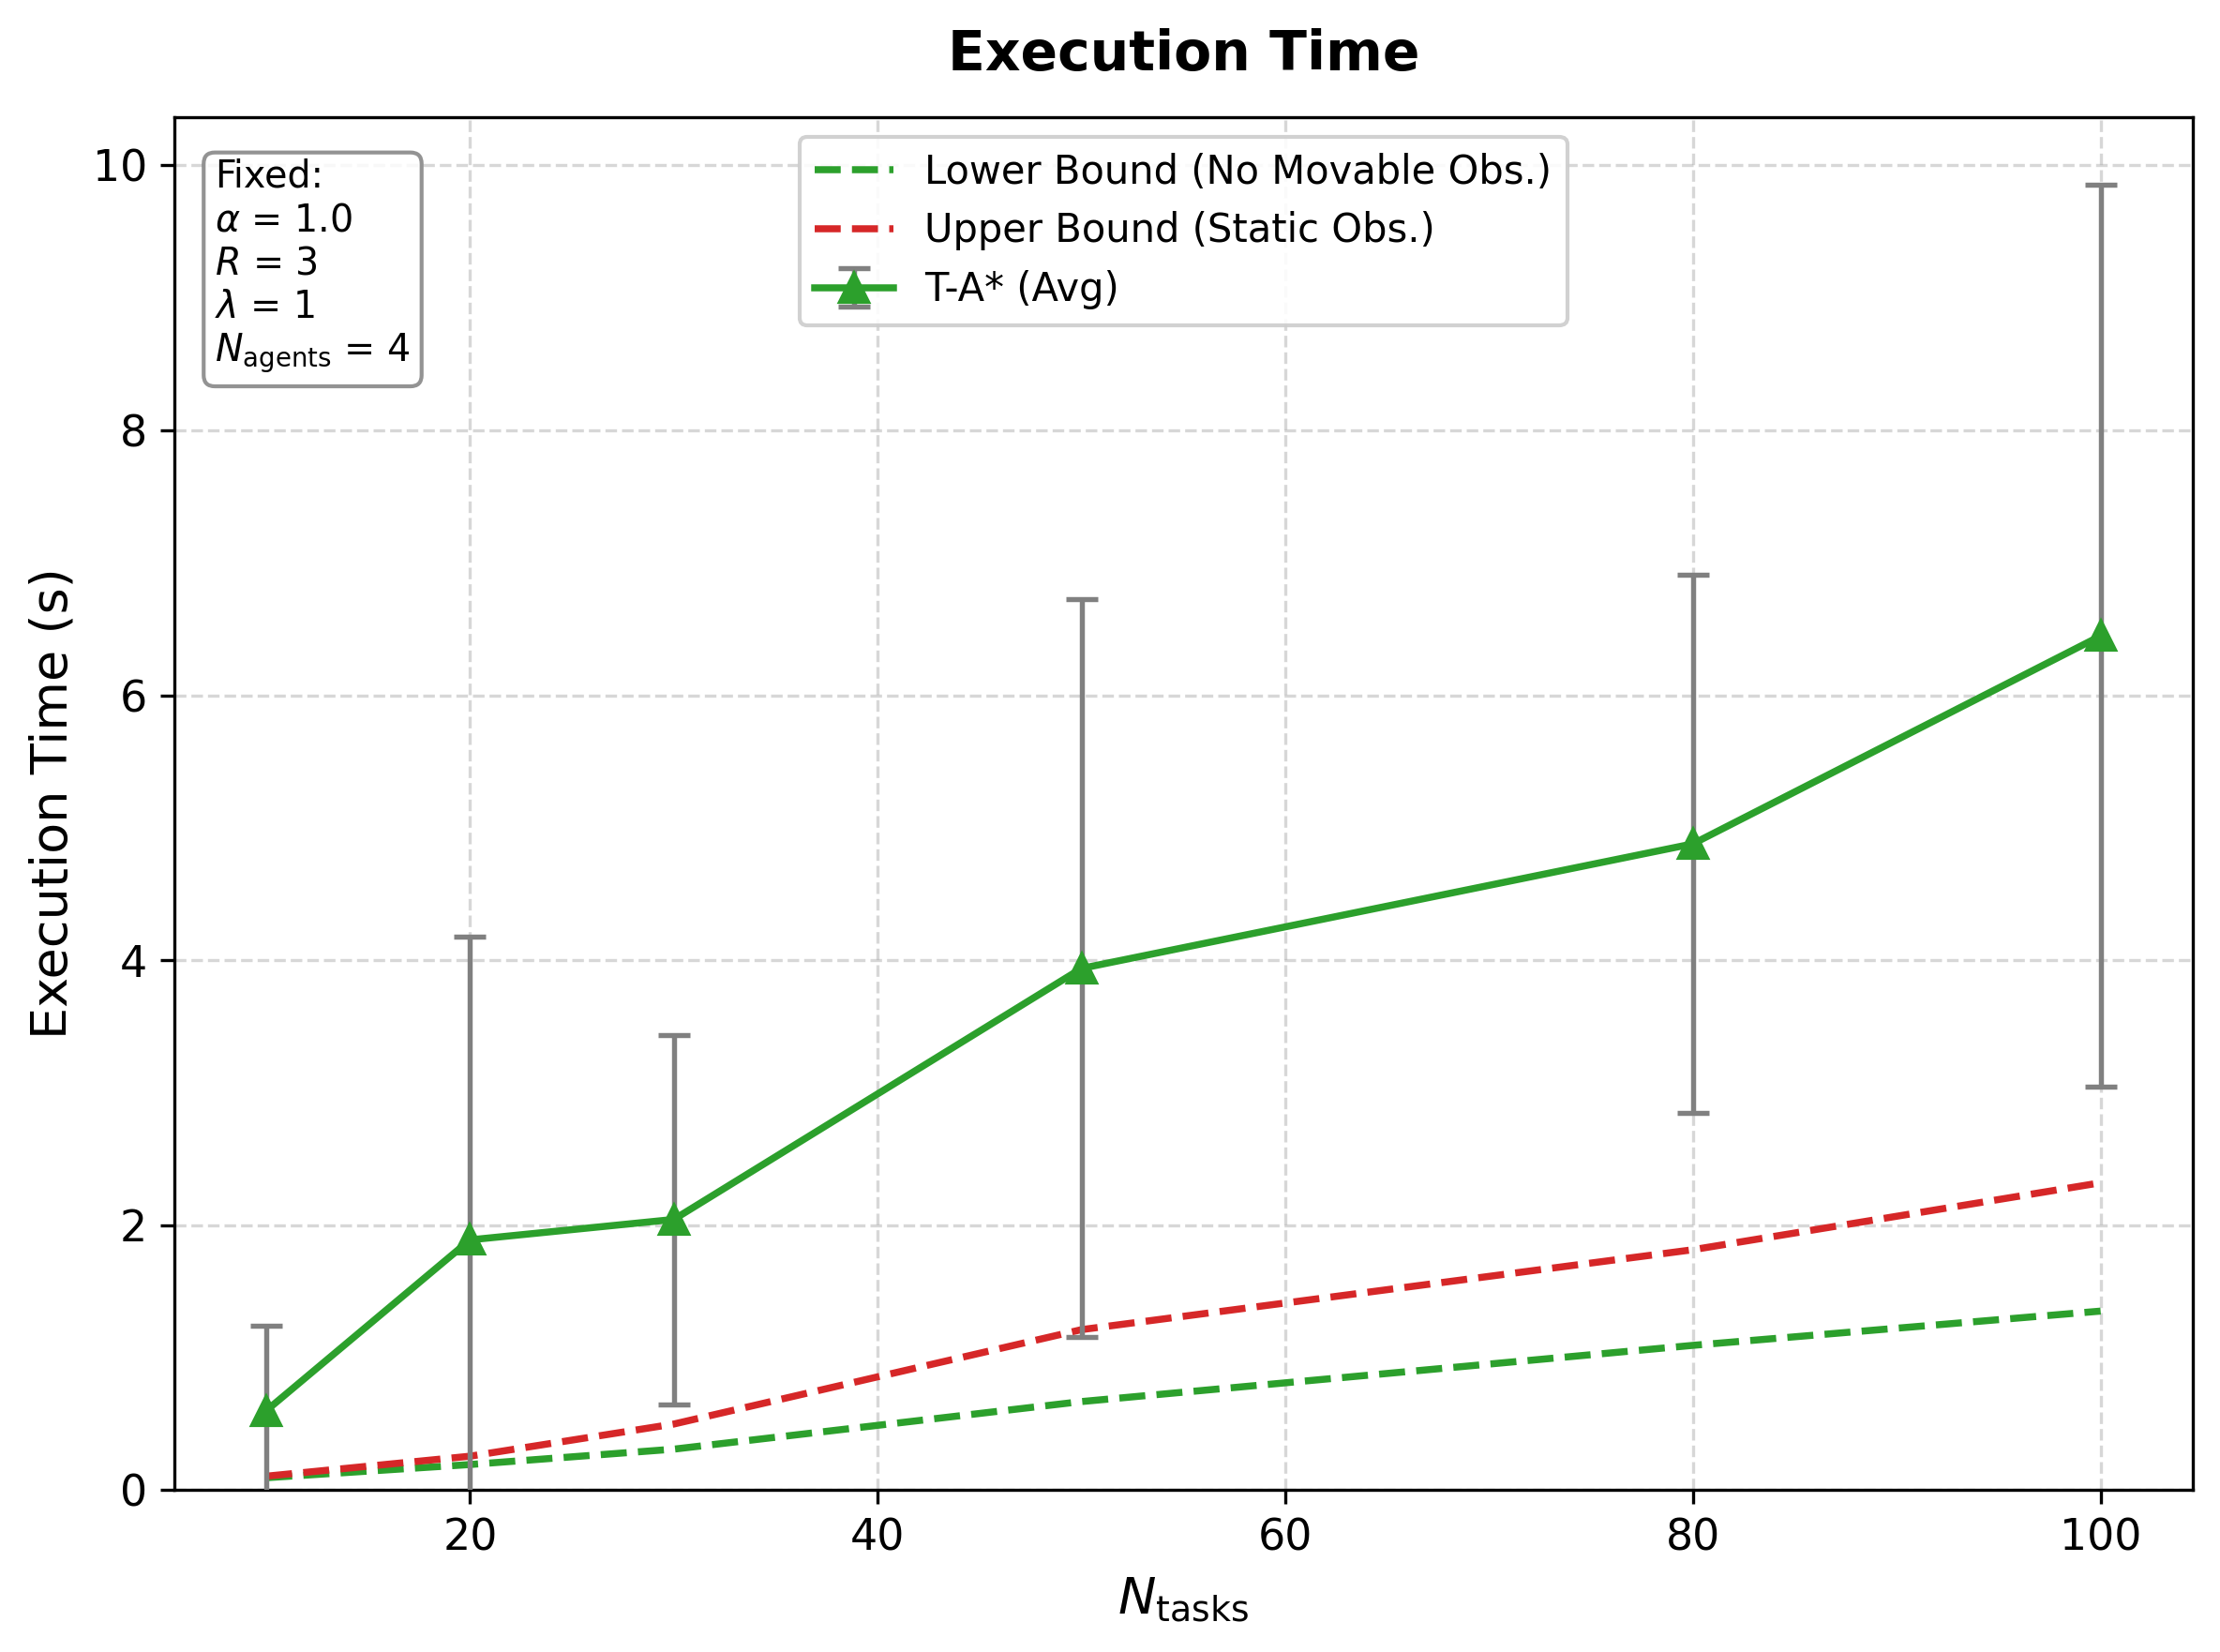 Execution Time
Fixed:
α = 1.0
R = 3
λ = 1
N_agents = 4
Lower Bound (No Movable Obs.)
Upper Bound (Static Obs.)
T-A* (Avg)
Execution Time (s)
10
8
6
4
2
0
20 40 60 80 100
N_tasks